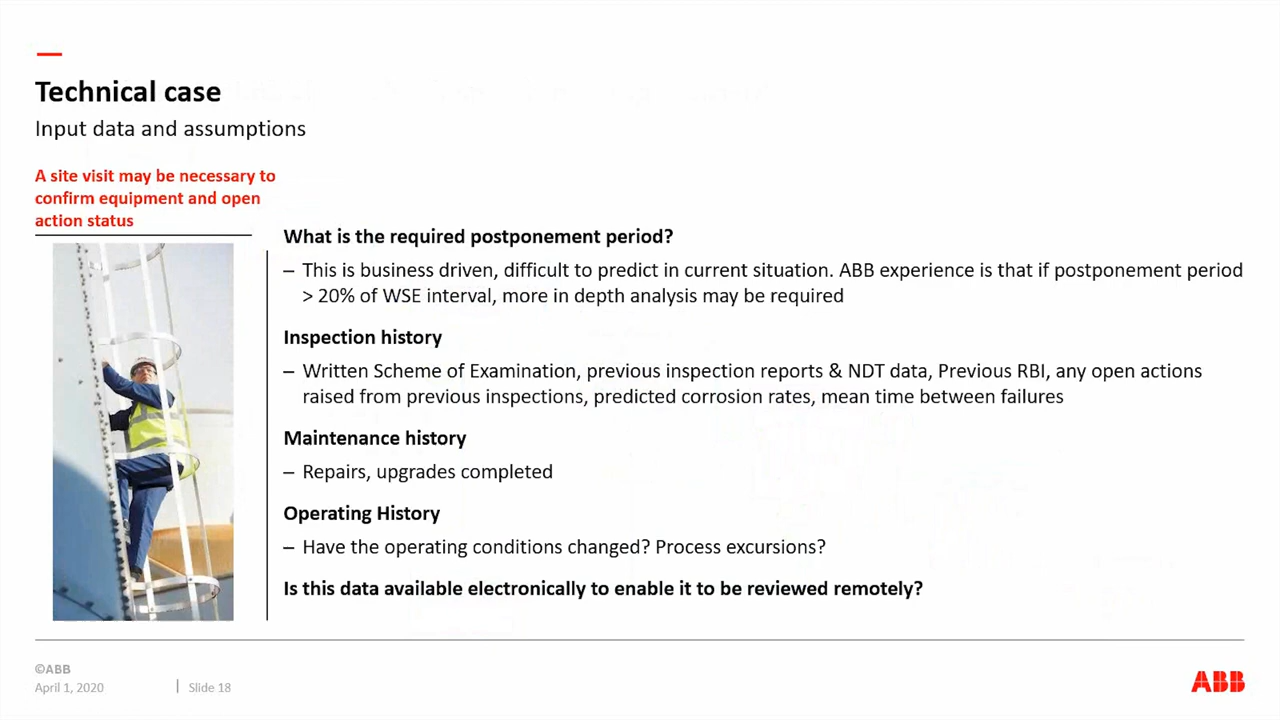 Technical case
Input data and assumptions
A site visit may be necessary to
confirm equipment and open
action status
What is the required postponement period?
– This is business driven, difficult to predict in current situation. ABB experience is that if postponement period
> 20% of WSE interval, more in depth analysis may be required
Inspection history
– Written Scheme of Examination, previous inspection reports & NDT data, Previous RBI, any open actions
raised from previous inspections, predicted corrosion rates, mean time between failures
Maintenance history
– Repairs, upgrades completed
Operating History
– Have the operating conditions changed? Process excursions?
Is this data available electronically to enable it to be reviewed remotely?
©ABB
April 1, 2020 | Slide 18
ABB